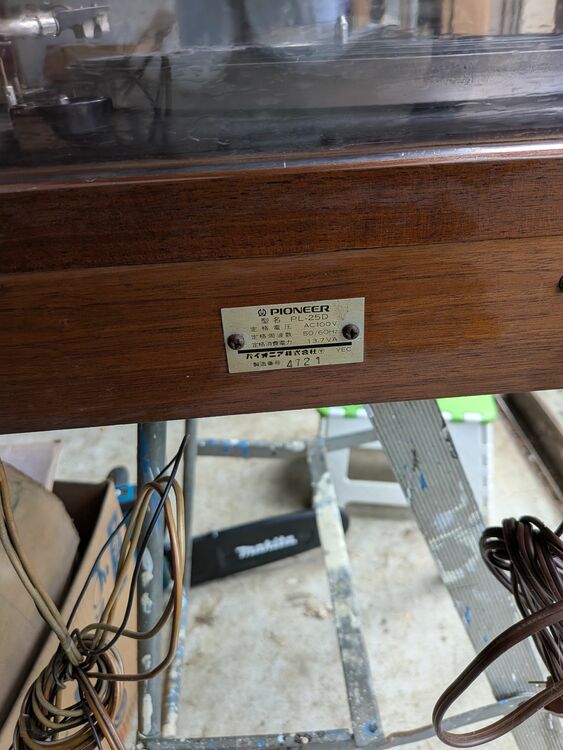 PIONEER
型名 PL-25D
定格電圧 AC100V
定格周波数 50/60Hz
定格消費電力 13.7VA
パイオニア株式会社 〒 YEC
製造番号 4721
makita